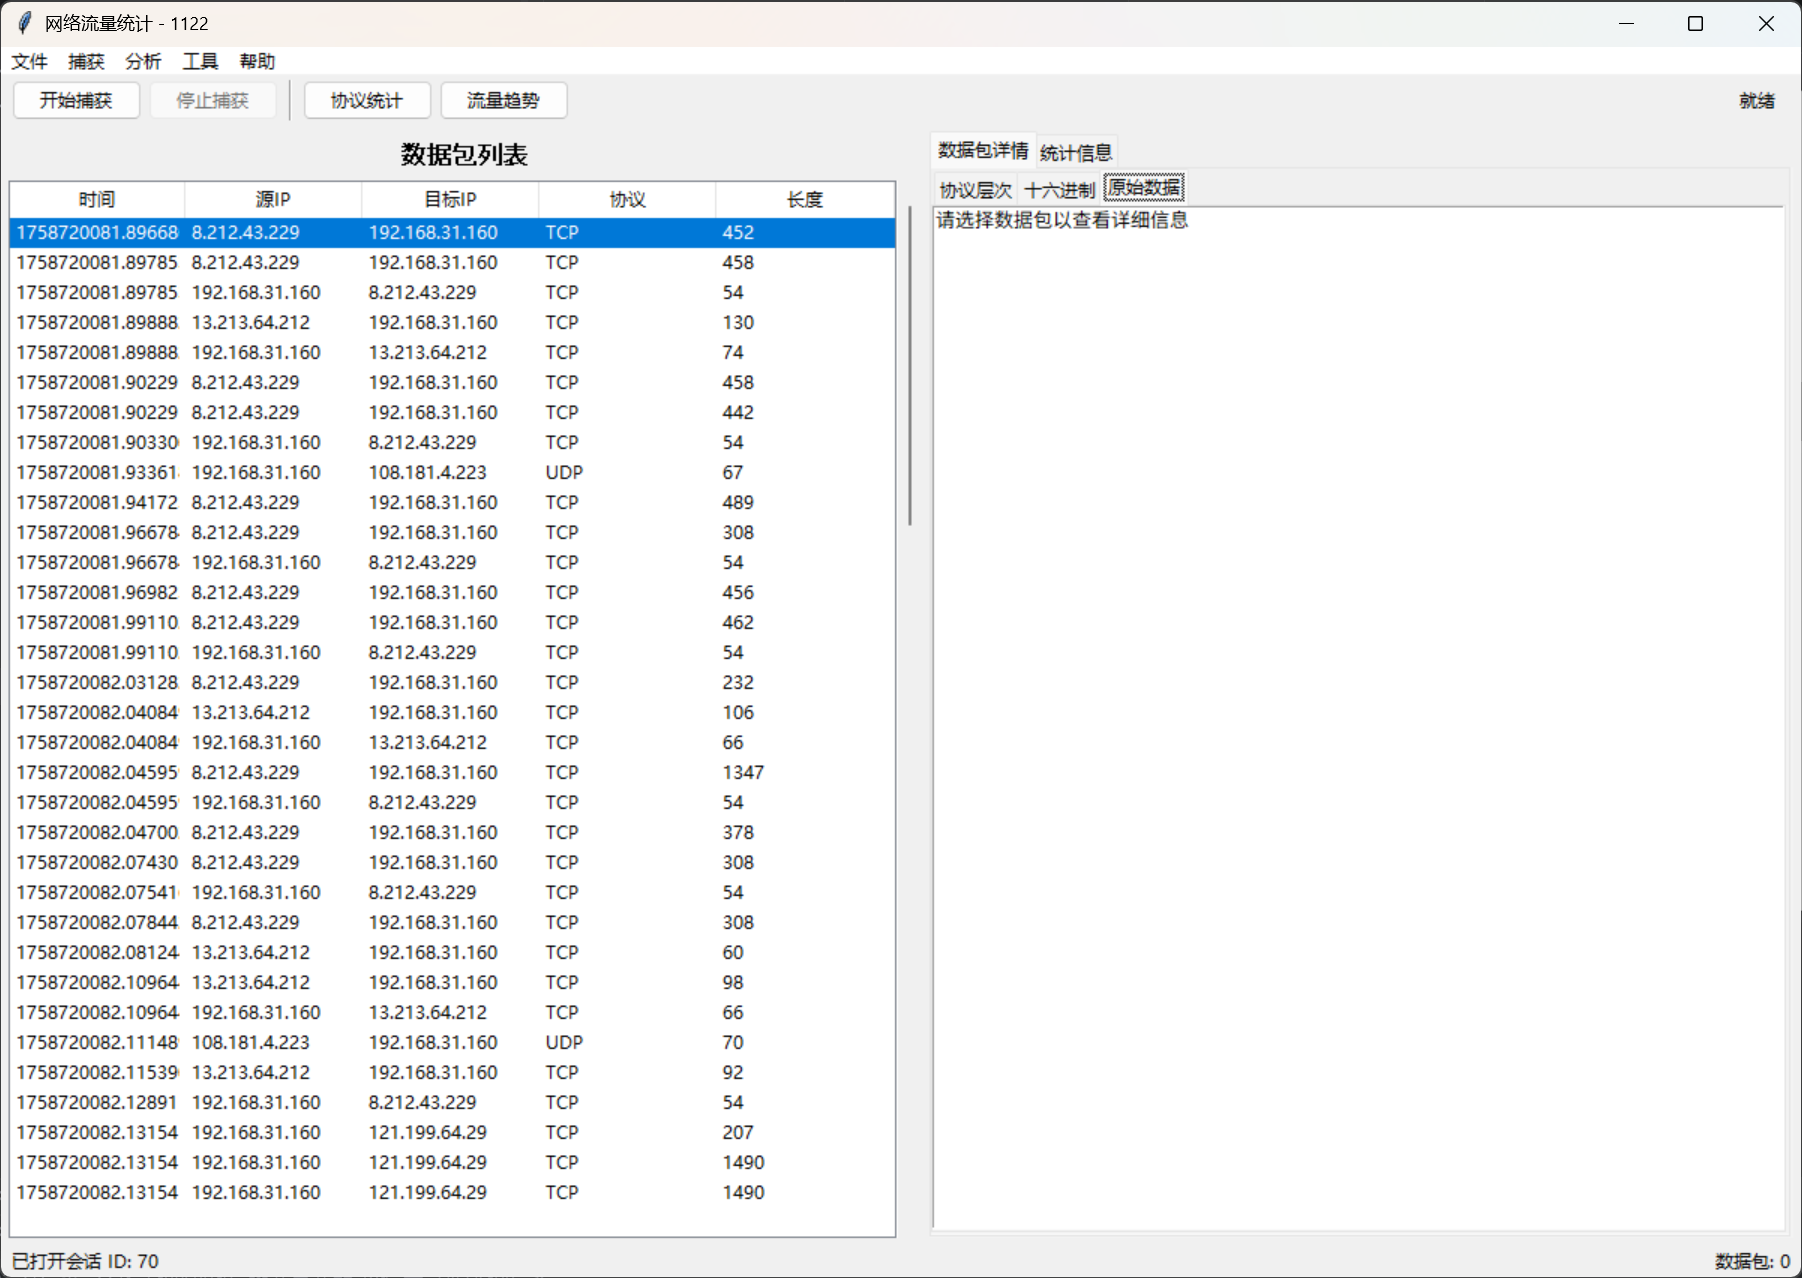 网络流量统计 - 1122
文件 捕获 分析 工具 帮助
开始捕获 停止捕获 协议统计 流量趋势 就绪
数据包列表
时间 源IP 目标IP 协议 长度
1758720081.89668 8.212.43.229 192.168.31.160 TCP 452
1758720081.89785 8.212.43.229 192.168.31.160 TCP 458
1758720081.89785 192.168.31.160 8.212.43.229 TCP 54
1758720081.89888 13.213.64.212 192.168.31.160 TCP 130
1758720081.89888 192.168.31.160 13.213.64.212 TCP 74
1758720081.90229 8.212.43.229 192.168.31.160 TCP 458
1758720081.90229 8.212.43.229 192.168.31.160 TCP 442
1758720081.90330 192.168.31.160 8.212.43.229 TCP 54
1758720081.93361 192.168.31.160 108.181.4.223 UDP 67
1758720081.94172 8.212.43.229 192.168.31.160 TCP 489
1758720081.96678 8.212.43.229 192.168.31.160 TCP 308
1758720081.96678 192.168.31.160 8.212.43.229 TCP 54
1758720081.96982 8.212.43.229 192.168.31.160 TCP 456
1758720081.99110 8.212.43.229 192.168.31.160 TCP 462
1758720081.99110 192.168.31.160 8.212.43.229 TCP 54
1758720082.03128 8.212.43.229 192.168.31.160 TCP 232
1758720082.04084 13.213.64.212 192.168.31.160 TCP 106
1758720082.04084 192.168.31.160 13.213.64.212 TCP 66
1758720082.04595 8.212.43.229 192.168.31.160 TCP 1347
1758720082.04595 192.168.31.160 8.212.43.229 TCP 54
1758720082.04700 8.212.43.229 192.168.31.160 TCP 378
1758720082.07430 8.212.43.229 192.168.31.160 TCP 308
1758720082.07541 192.168.31.160 8.212.43.229 TCP 54
1758720082.07844 8.212.43.229 192.168.31.160 TCP 308
1758720082.08124 13.213.64.212 192.168.31.160 TCP 60
1758720082.10964 13.213.64.212 192.168.31.160 TCP 98
1758720082.10964 192.168.31.160 13.213.64.212 TCP 66
1758720082.11148 108.181.4.223 192.168.31.160 UDP 70
1758720082.11539 13.213.64.212 192.168.31.160 TCP 92
1758720082.12891 192.168.31.160 8.212.43.229 TCP 54
1758720082.13154 192.168.31.160 121.199.64.29 TCP 207
1758720082.13154 192.168.31.160 121.199.64.29 TCP 1490
1758720082.13154 192.168.31.160 121.199.64.29 TCP 1490
数据包详情 统计信息
协议层次 十六进制 原始数据
请选择数据包以查看详细信息
已打开会话 ID: 70
数据包: 0